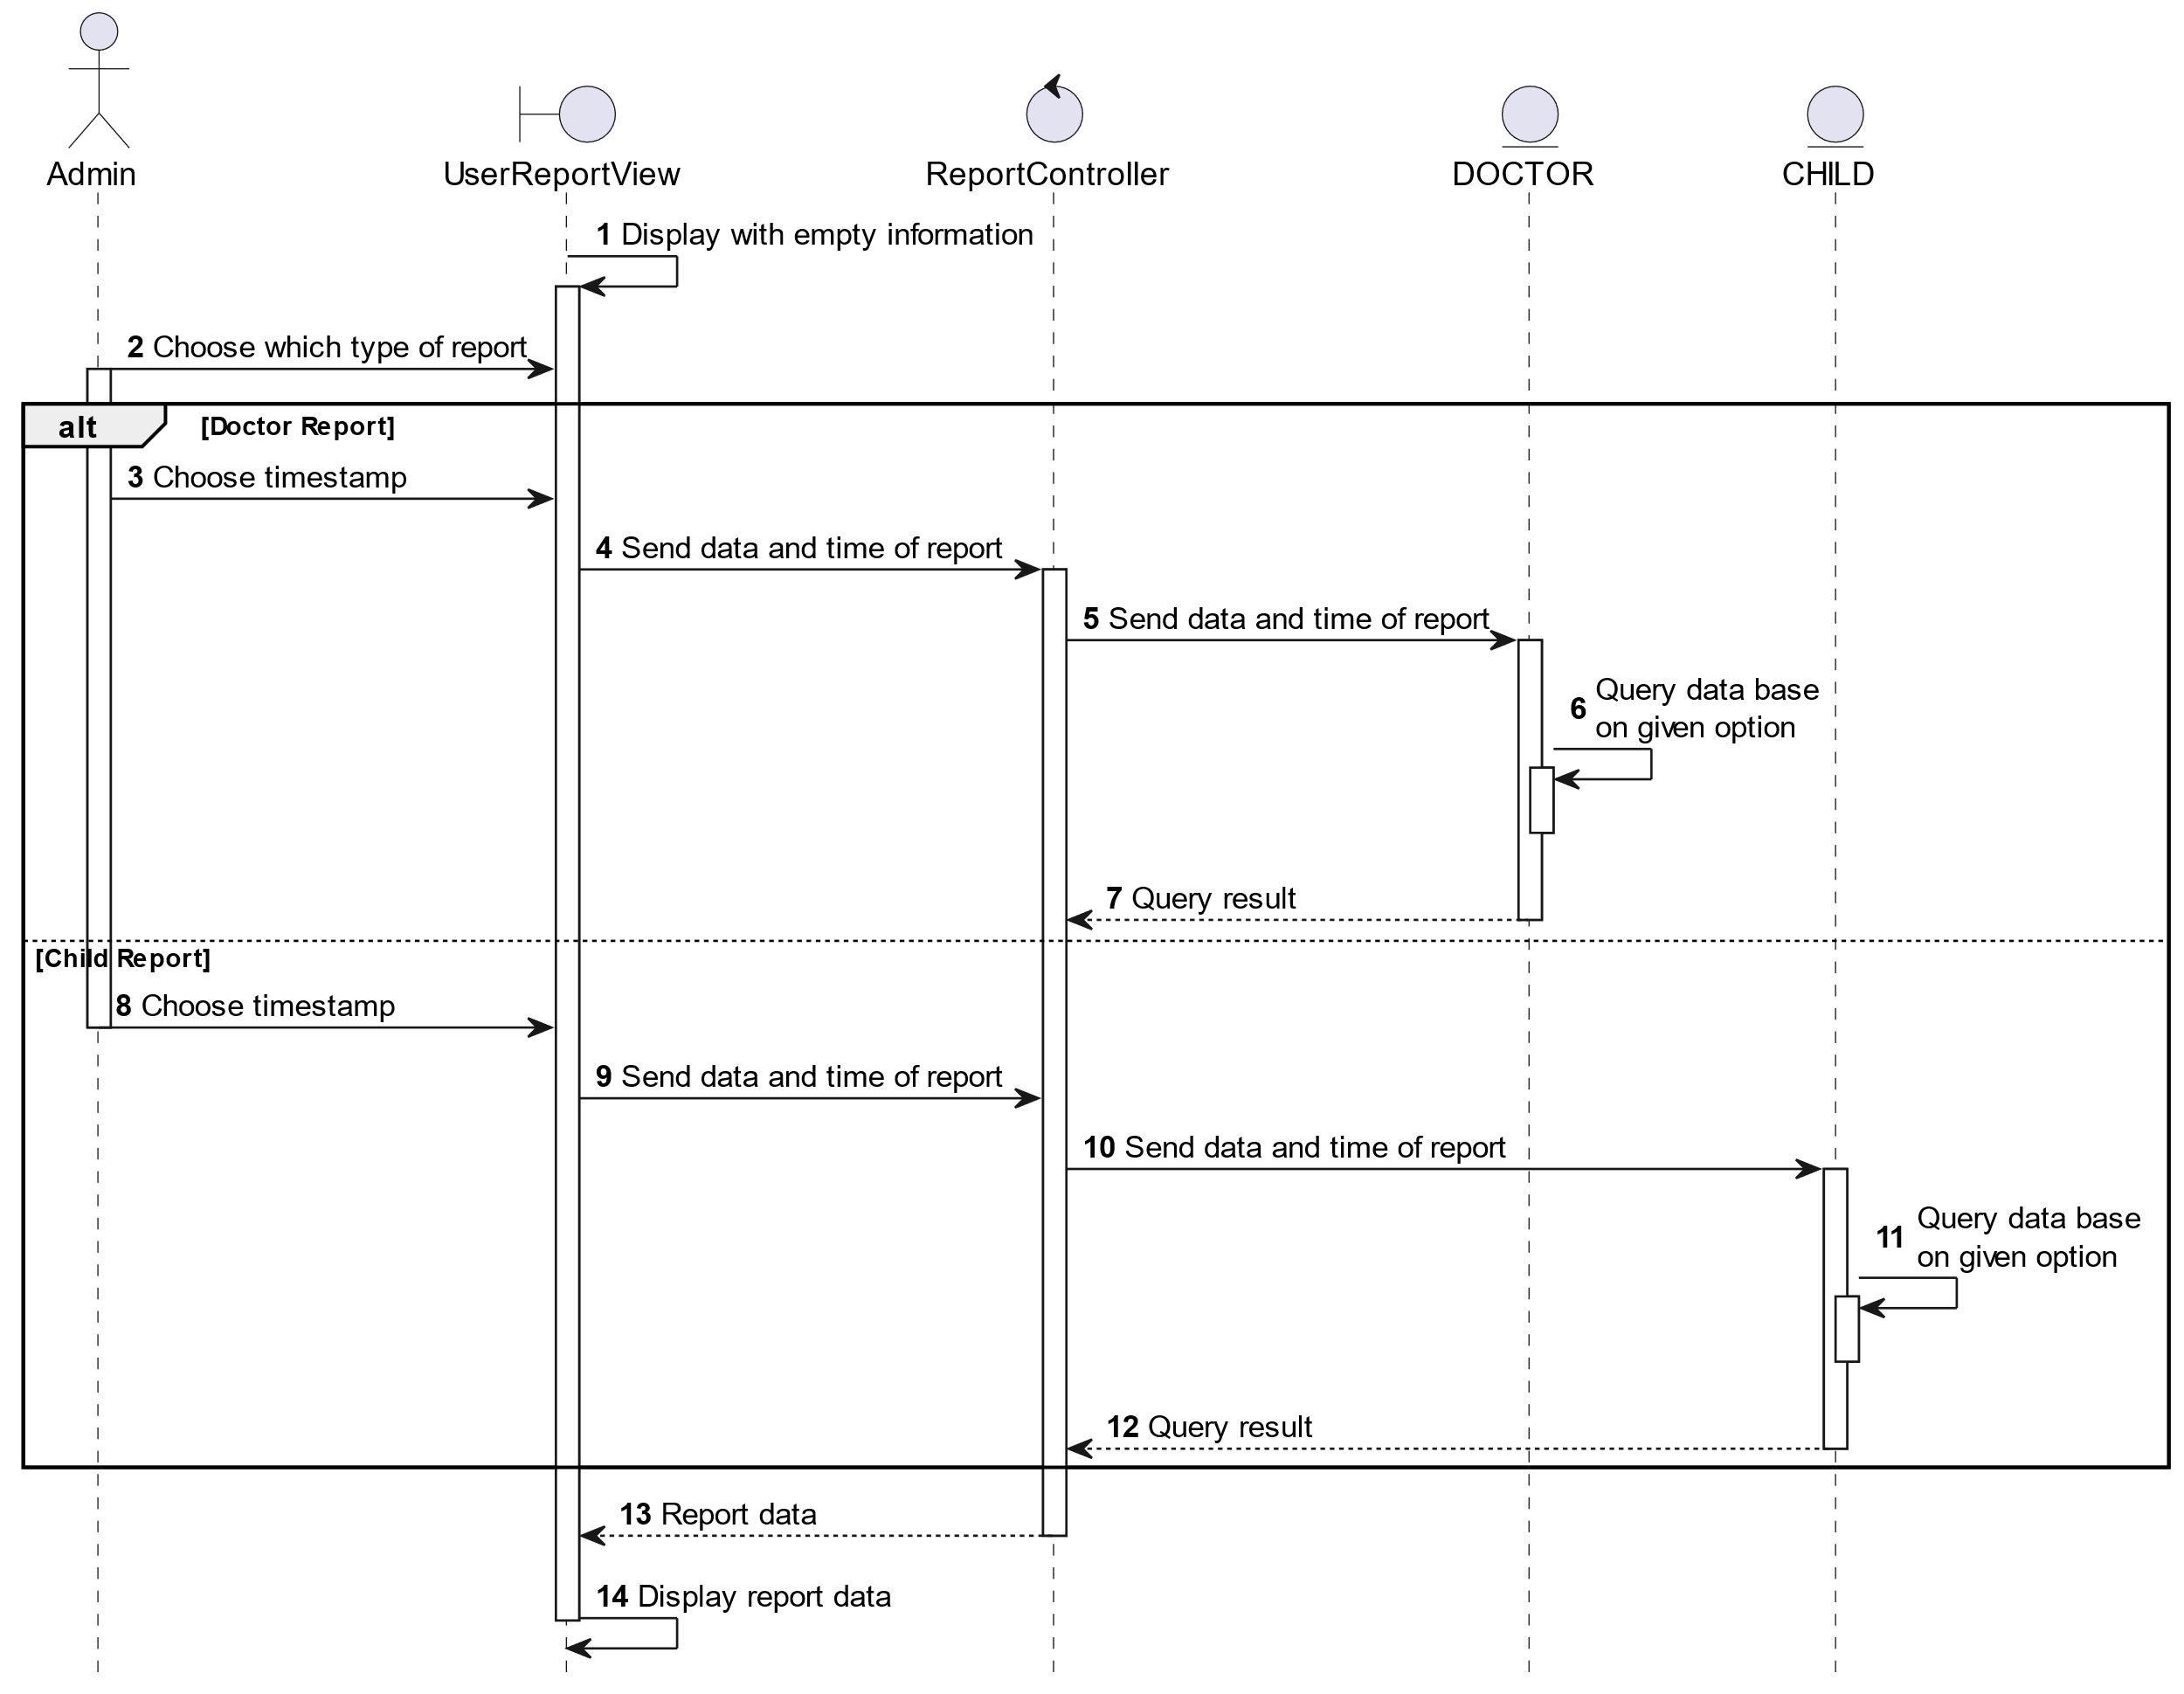 Admin
UserReportView
ReportController
DOCTOR
CHILD
1 Display with empty information
2 Choose which type of report
alt [Doctor Report]
3 Choose timestamp
4 Send data and time of report
5 Send data and time of report
6 Query data base
on given option
7 Query result
[Child Report]
8 Choose timestamp
9 Send data and time of report
10 Send data and time of report
11 Query data base
on given option
12 Query result
13 Report data
14 Display report data